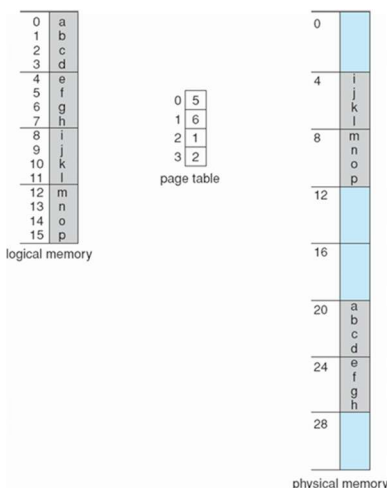 0 a
1 b
2 c
3 d
4 e
5 f
6 g
7 h
8 i
9 j
10 k
11 l
12 m
13 n
14 o
15 p
logical memory
0 5
1 6
2 1
3 2
page table
0
4 i
j
k
l
8 m
n
o
p
12
16
20 a
b
c
d
24 e
f
g
h
28
physical memory